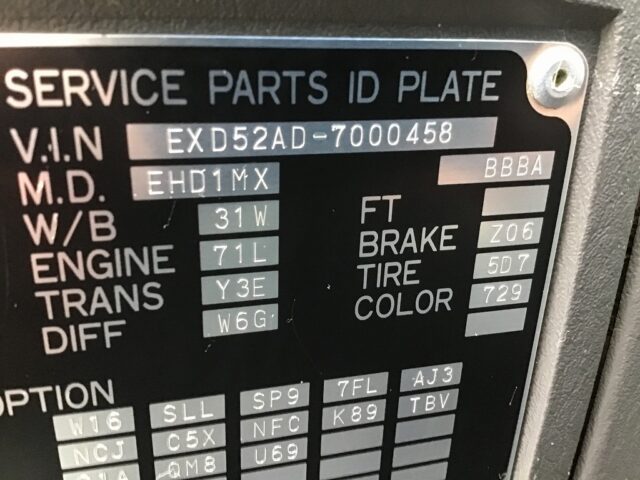 SERVICE PARTS ID PLATE
V.I.N EXD52AD-7000458
M.D. EHD1MX BBBA
W/B 31W FT
ENGINE 71L BRAKE Z06
TRANS Y3E TIRE 5D7
DIFF W6G COLOR 729
OPTION
W16 SLL SP9 7FL AJ3
NCJ C5X NFC K89 TBV
QM8 U69